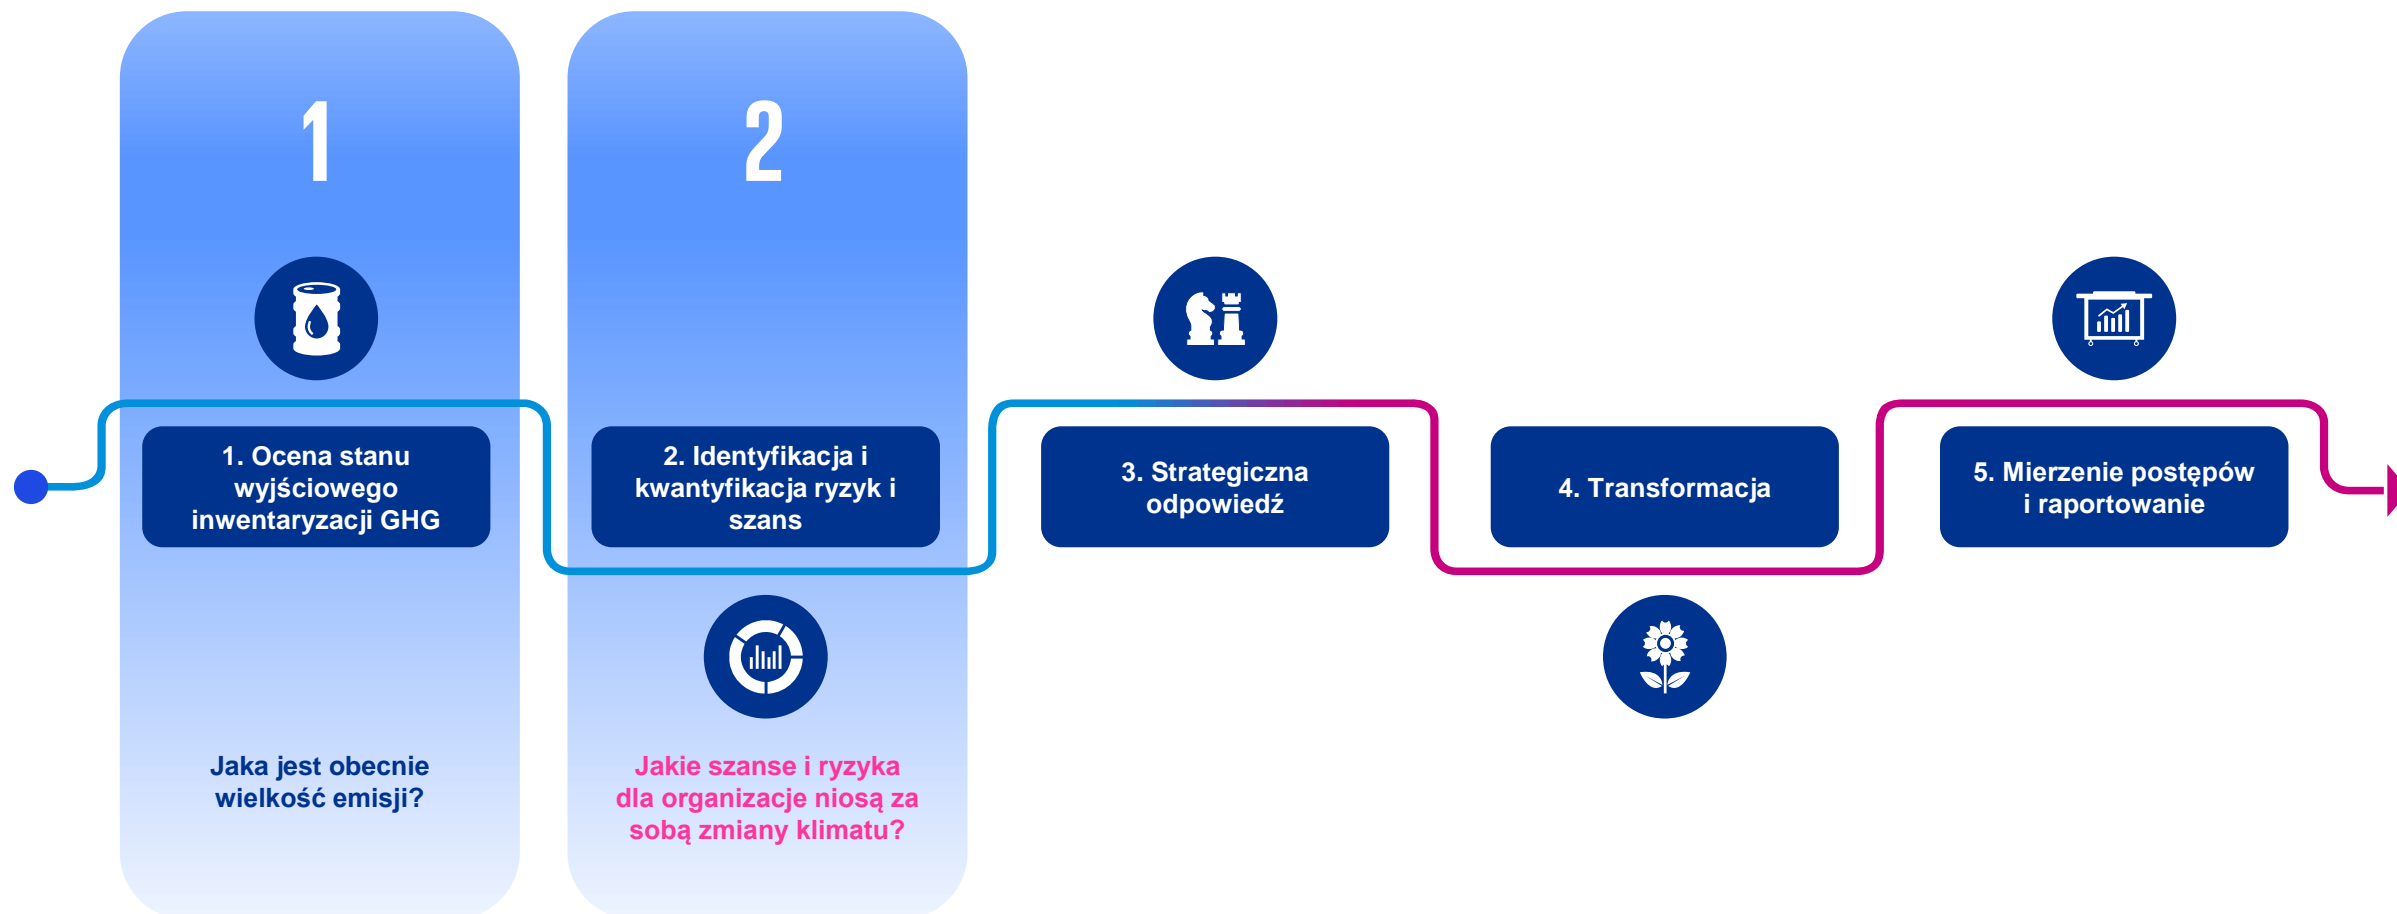 1
1. Ocena stanu
wyjściowego
inwentaryzacji GHG
Jaka jest obecnie
wielkość emisji?
2
2. Identyfikacja i
kwantyfikacja ryzyk i
szans
Jakie szanse i ryzyka
dla organizacje niosą za
sobą zmiany klimatu?
3. Strategiczna
odpowiedź
4. Transformacja
5. Mierzenie postępów
i raportowanie